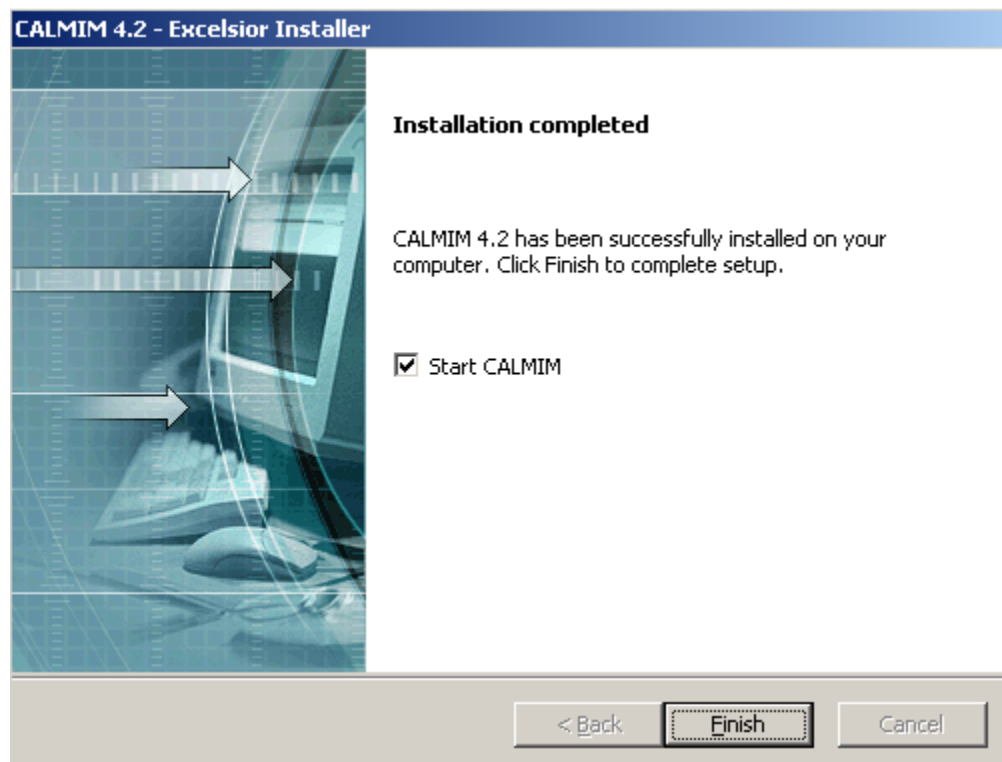 CALMIM 4.2 - Excelsior Installer
Installation completed
CALMIM 4.2 has been successfully installed on your
computer. Click Finish to complete setup.
Start CALMIM
< Back
Finish
Cancel